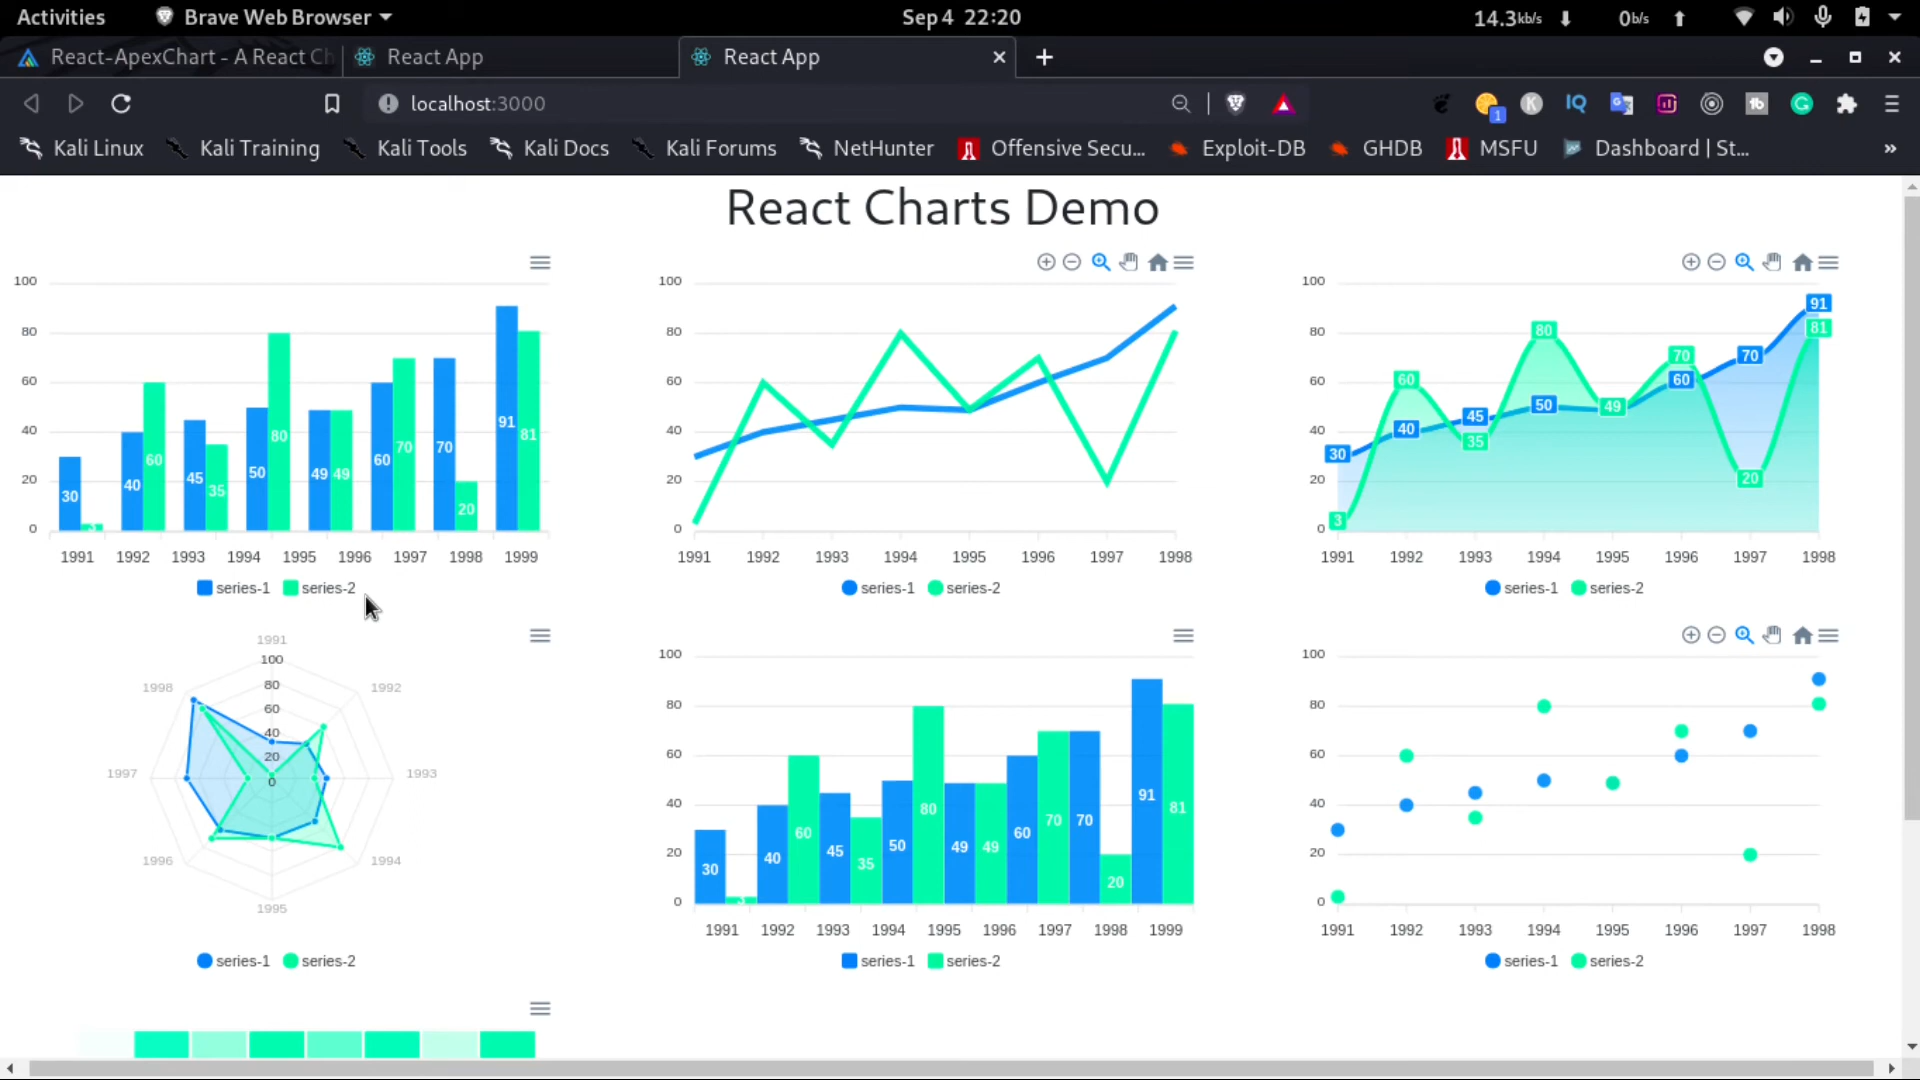 Activities Brave Web Browser Sep 4 22:20 14.3kb/s 0b/s
React-ApexChart - A React Ch React App React App
localhost:3000 1 K IQ tb G
Kali Linux Kali Training Kali Tools Kali Docs Kali Forums NetHunter Offensive Secu... Exploit-DB GHDB MSFU Dashboard | St... »
React Charts Demo
100
80
60
40
20
0
30 3 40 60 45 35 50 80 49 49 60 70 70 20 91 81
1991 1992 1993 1994 1995 1996 1997 1998 1999
series-1 series-2
100
80
60
40
20
0
1991 1992 1993 1994 1995 1996 1997 1998
series-1 series-2
100
80
60
40
20
0
30 3 40 60 45 35 50 80 49 60 70 70 20 91 81
1991 1992 1993 1994 1995 1996 1997 1998
series-1 series-2
1991
100
80
60
40
20
0
1992
1993
1994
1995
1996
1997
1998
series-1 series-2
100
80
60
40
20
0
30 3 40 60 45 35 50 80 49 49 60 70 70 20 91 81
1991 1992 1993 1994 1995 1996 1997 1998 1999
series-1 series-2
100
80
60
40
20
0
1991 1992 1993 1994 1995 1996 1997 1998
series-1 series-2